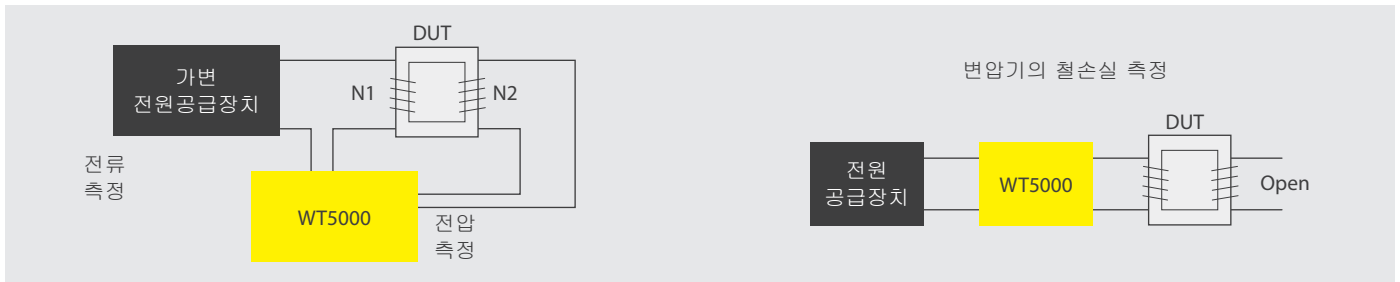 DUT
가변
전원공급장치
N1
N2
전류
측정
WT5000
전압
측정
변압기의 철손실 측정
DUT
전원
공급장치
WT5000
Open